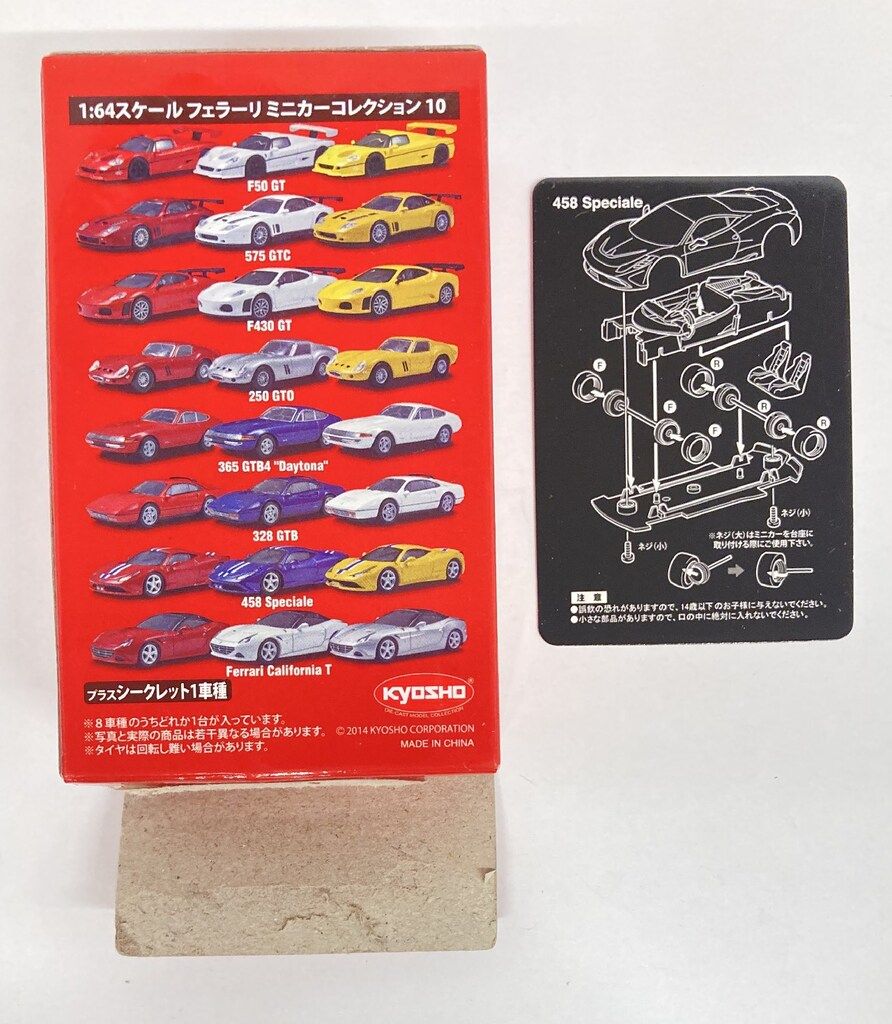 1:64スケール フェラーリ ミニカーコレクション 10
F50 GT
575 GTC
F430 GT
250 GTO
365 GTB4 "Daytona"
328 GTB
458 Speciale
Ferrari California T
プラスシークレット1車種
KYOSHO®
DIE-CAST MODEL COLLECTION
※8車種のうちどれか1台が入っています。
※写真と実際の商品は若干異なる場合があります。
※タイヤは回転し難い場合があります。
© 2014 KYOSHO CORPORATION
MADE IN CHINA
458 Speciale
F
R
F
R
F
R
ネジ(小)
ネジ(小)
※ネジ(大)はミニカーを台座に
取り付ける際にご使用下さい。
注 意
●誤飲の恐れがありますので、14歳以下のお子様に与えないでください。
●小さな部品がありますので、口の中に絶対に入れないでください。